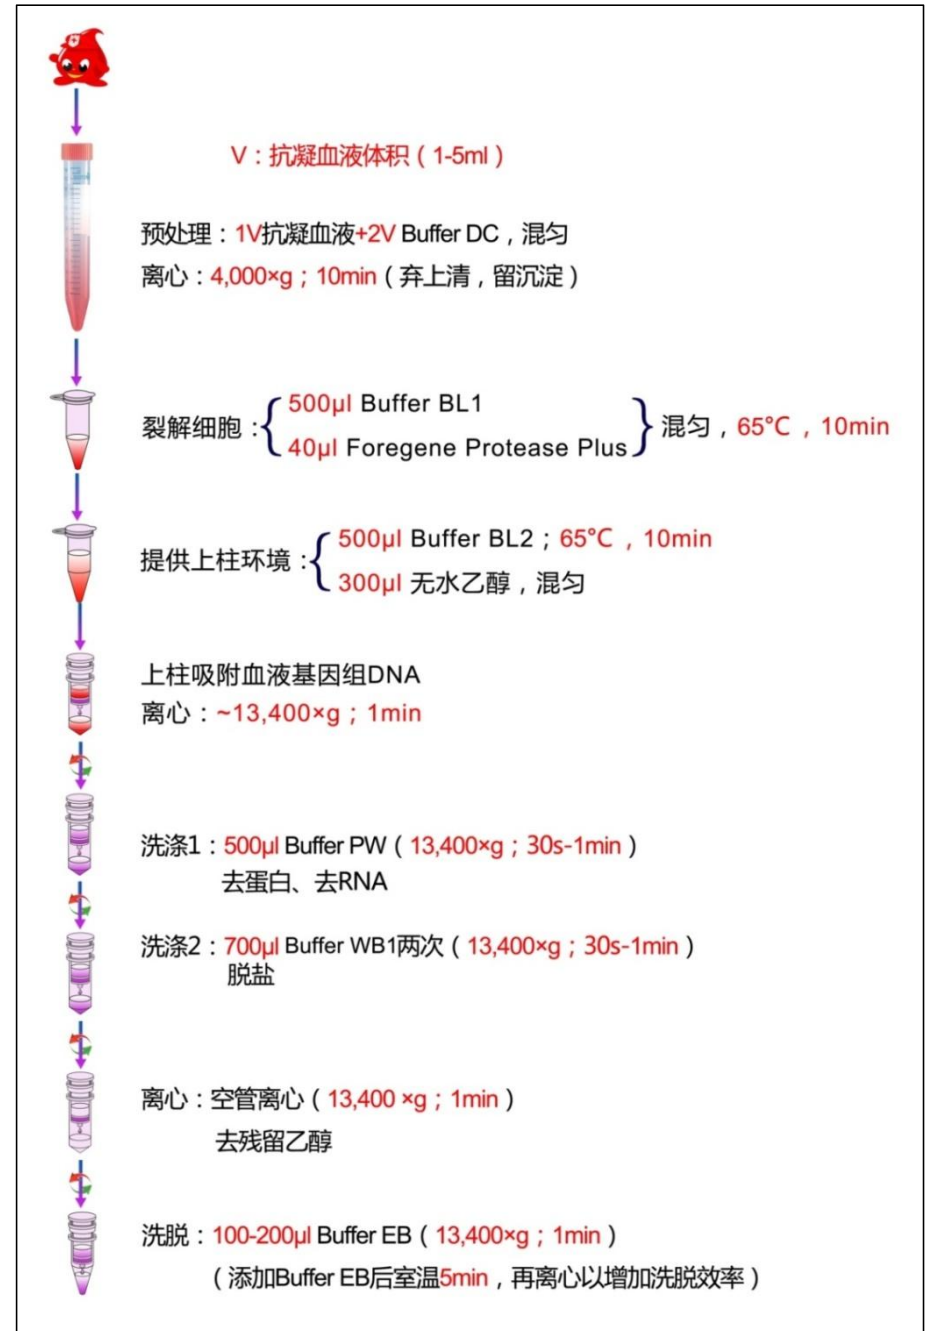 V：抗凝血液体积（1-5ml）
预处理：1V抗凝血液+2V Buffer DC，混匀
离心：4,000×g；10min（弃上清，留沉淀）
裂解细胞：{ 500µl Buffer BL1
40µl Foregene Protease Plus } 混匀，65℃，10min
提供上柱环境：{ 500µl Buffer BL2；65℃，10min
300µl 无水乙醇，混匀
上柱吸附血液基因组DNA
离心：~13,400×g；1min
洗涤1：500µl Buffer PW（13,400×g；30s-1min）
去蛋白、去RNA
洗涤2：700µl Buffer WB1两次（13,400×g；30s-1min）
脱盐
离心：空管离心（13,400 ×g；1min）
去残留乙醇
洗脱：100-200µl Buffer EB（13,400×g；1min）
（添加Buffer EB后室温5min，再离心以增加洗脱效率）